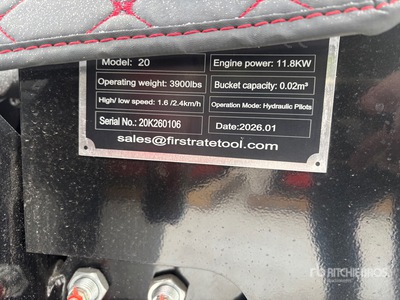 Model: 20
Engine power: 11.8KW
Operating weight: 3900lbs
Bucket capacity: 0.02m³
High/ low speed: 1.6 /2.4km/h
Operation Mode: Hydraulic Pilots
Serial No.: 20K260106
Date:2026.01
sales@firstratetool.com
RITCHIE BROS